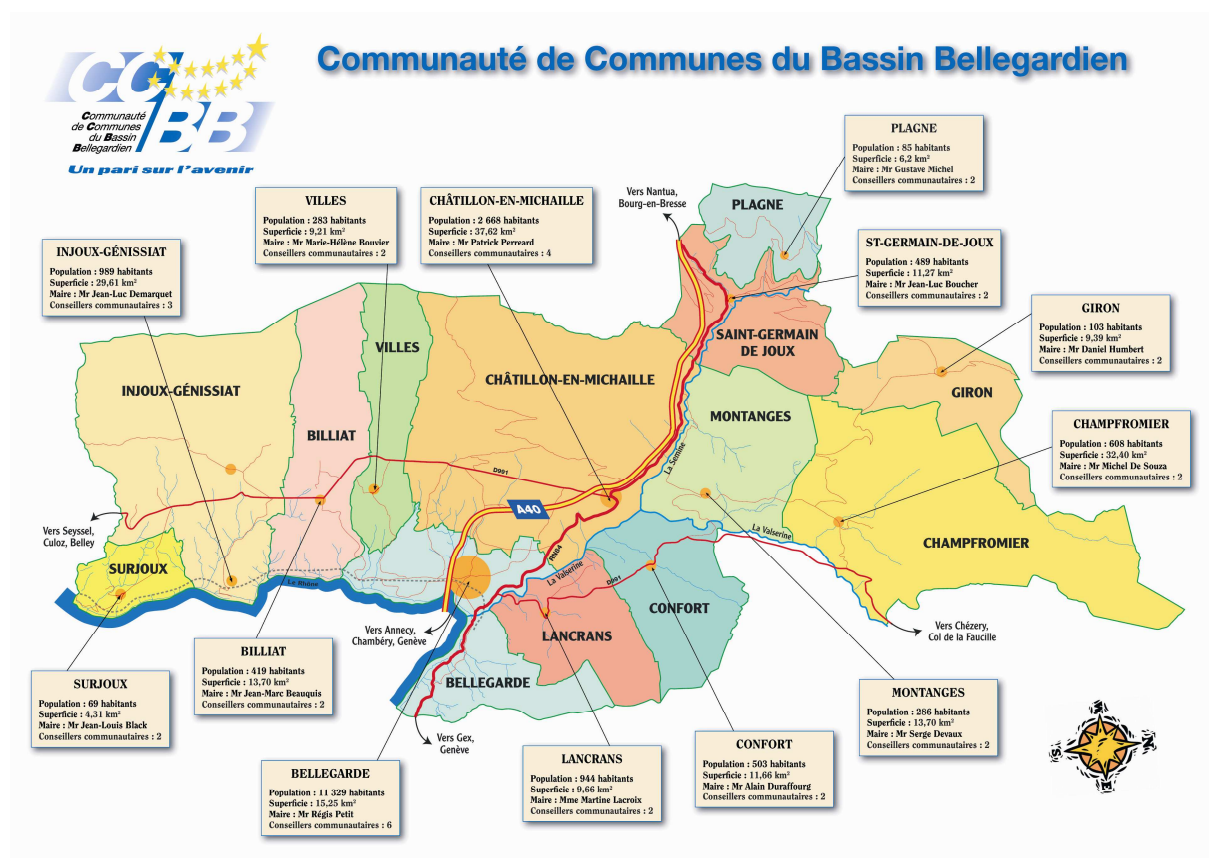 Communauté de Communes du Bassin Bellegardien
CC
BB
Communauté
de Communes
du Bassin
Bellegardien
Un pari sur l'avenir
PLAGNE
Population : 85 habitants
Superficie : 6,2 km²
Maire : Mr Gustave Michel
Conseillers communautaires : 2
VILLES
Population : 283 habitants
Superficie : 9,21 km²
Maire : Mr Marie-Hélène Bouvier
Conseillers communautaires : 2
CHÂTILLON-EN-MICHAILLE
Population : 2 668 habitants
Superficie : 37,62 km²
Maire : Mr Patrick Perreard
Conseillers communautaires : 4
Vers Nantua,
Bourg-en-Bresse
PLAGNE
INJOUX-GÉNISSIAT
Population : 989 habitants
Superficie : 29,61 km²
Maire : Mr Jean-Luc Demarquet
Conseillers communautaires : 3
ST-GERMAIN-DE-JOUX
Population : 489 habitants
Superficie : 11,27 km²
Maire : Mr Jean-Luc Boucher
Conseillers communautaires : 2
GIRON
Population : 103 habitants
Superficie : 9,39 km²
Maire : Mr Daniel Humbert
Conseillers communautaires : 2
VILLES
SAINT-GERMAIN
DE JOUX
CHÂTILLON-EN-MICHAILLE
INJOUX-GÉNISSIAT
GIRON
MONTANGES
BILLIAT
CHAMPFROMIER
Population : 608 habitants
Superficie : 32,40 km²
Maire : Mr Michel De Souza
Conseillers communautaires : 2
La Semine
D991
A40
Vers Seyssel,
Culoz, Belley
La Valserine
CHAMPFROMIER
RN84
SURJOUX
La Valserine
Le Rhône
D991
CONFORT
Vers Annecy.
Chambéry, Genève
LANCRANS
Vers Chézery,
Col de la Faucille
BELLEGARDE
BILLIAT
Population : 419 habitants
Superficie : 13,70 km²
Maire : Mr Jean-Marc Beauquis
Conseillers communautaires : 2
SURJOUX
Population : 69 habitants
Superficie : 4,31 km²
Maire : Mr Jean-Louis Black
Conseillers communautaires : 2
MONTANGES
Population : 266 habitants
Superficie : 13,70 km²
Maire : Mr Serge Devaux
Conseillers communautaires : 2
Vers Gex,
Genève
CONFORT
Population : 503 habitants
Superficie : 11,66 km²
Maire : Mr Alain Duraffourg
Conseillers communautaires : 2
LANCRANS
Population : 944 habitants
Superficie : 9,66 km²
Maire : Mme Martine Lacroix
Conseillers communautaires : 2
BELLEGARDE
Population : 11 329 habitants
Superficie : 15,25 km²
Maire : Mr Régis Petit
Conseillers communautaires : 6
N
S